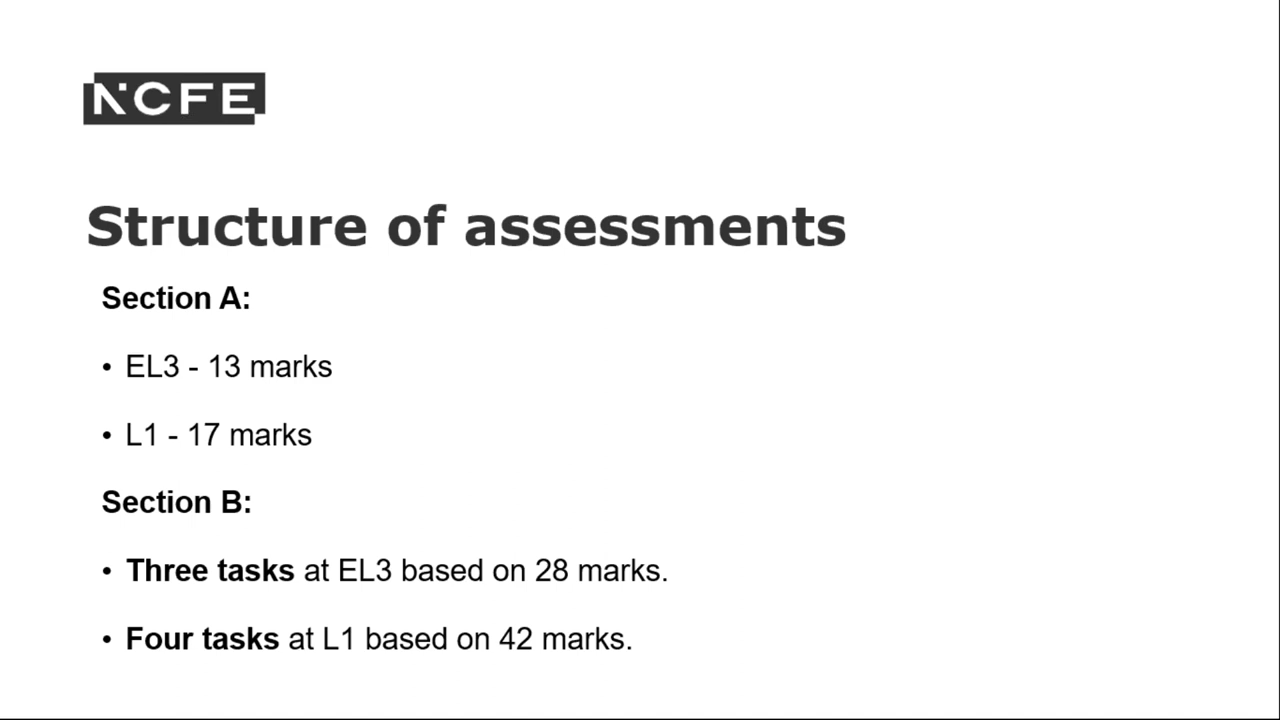 NCFE
Structure of assessments
Section A:
• EL3 - 13 marks
• L1 - 17 marks
Section B:
• Three tasks at EL3 based on 28 marks.
• Four tasks at L1 based on 42 marks.